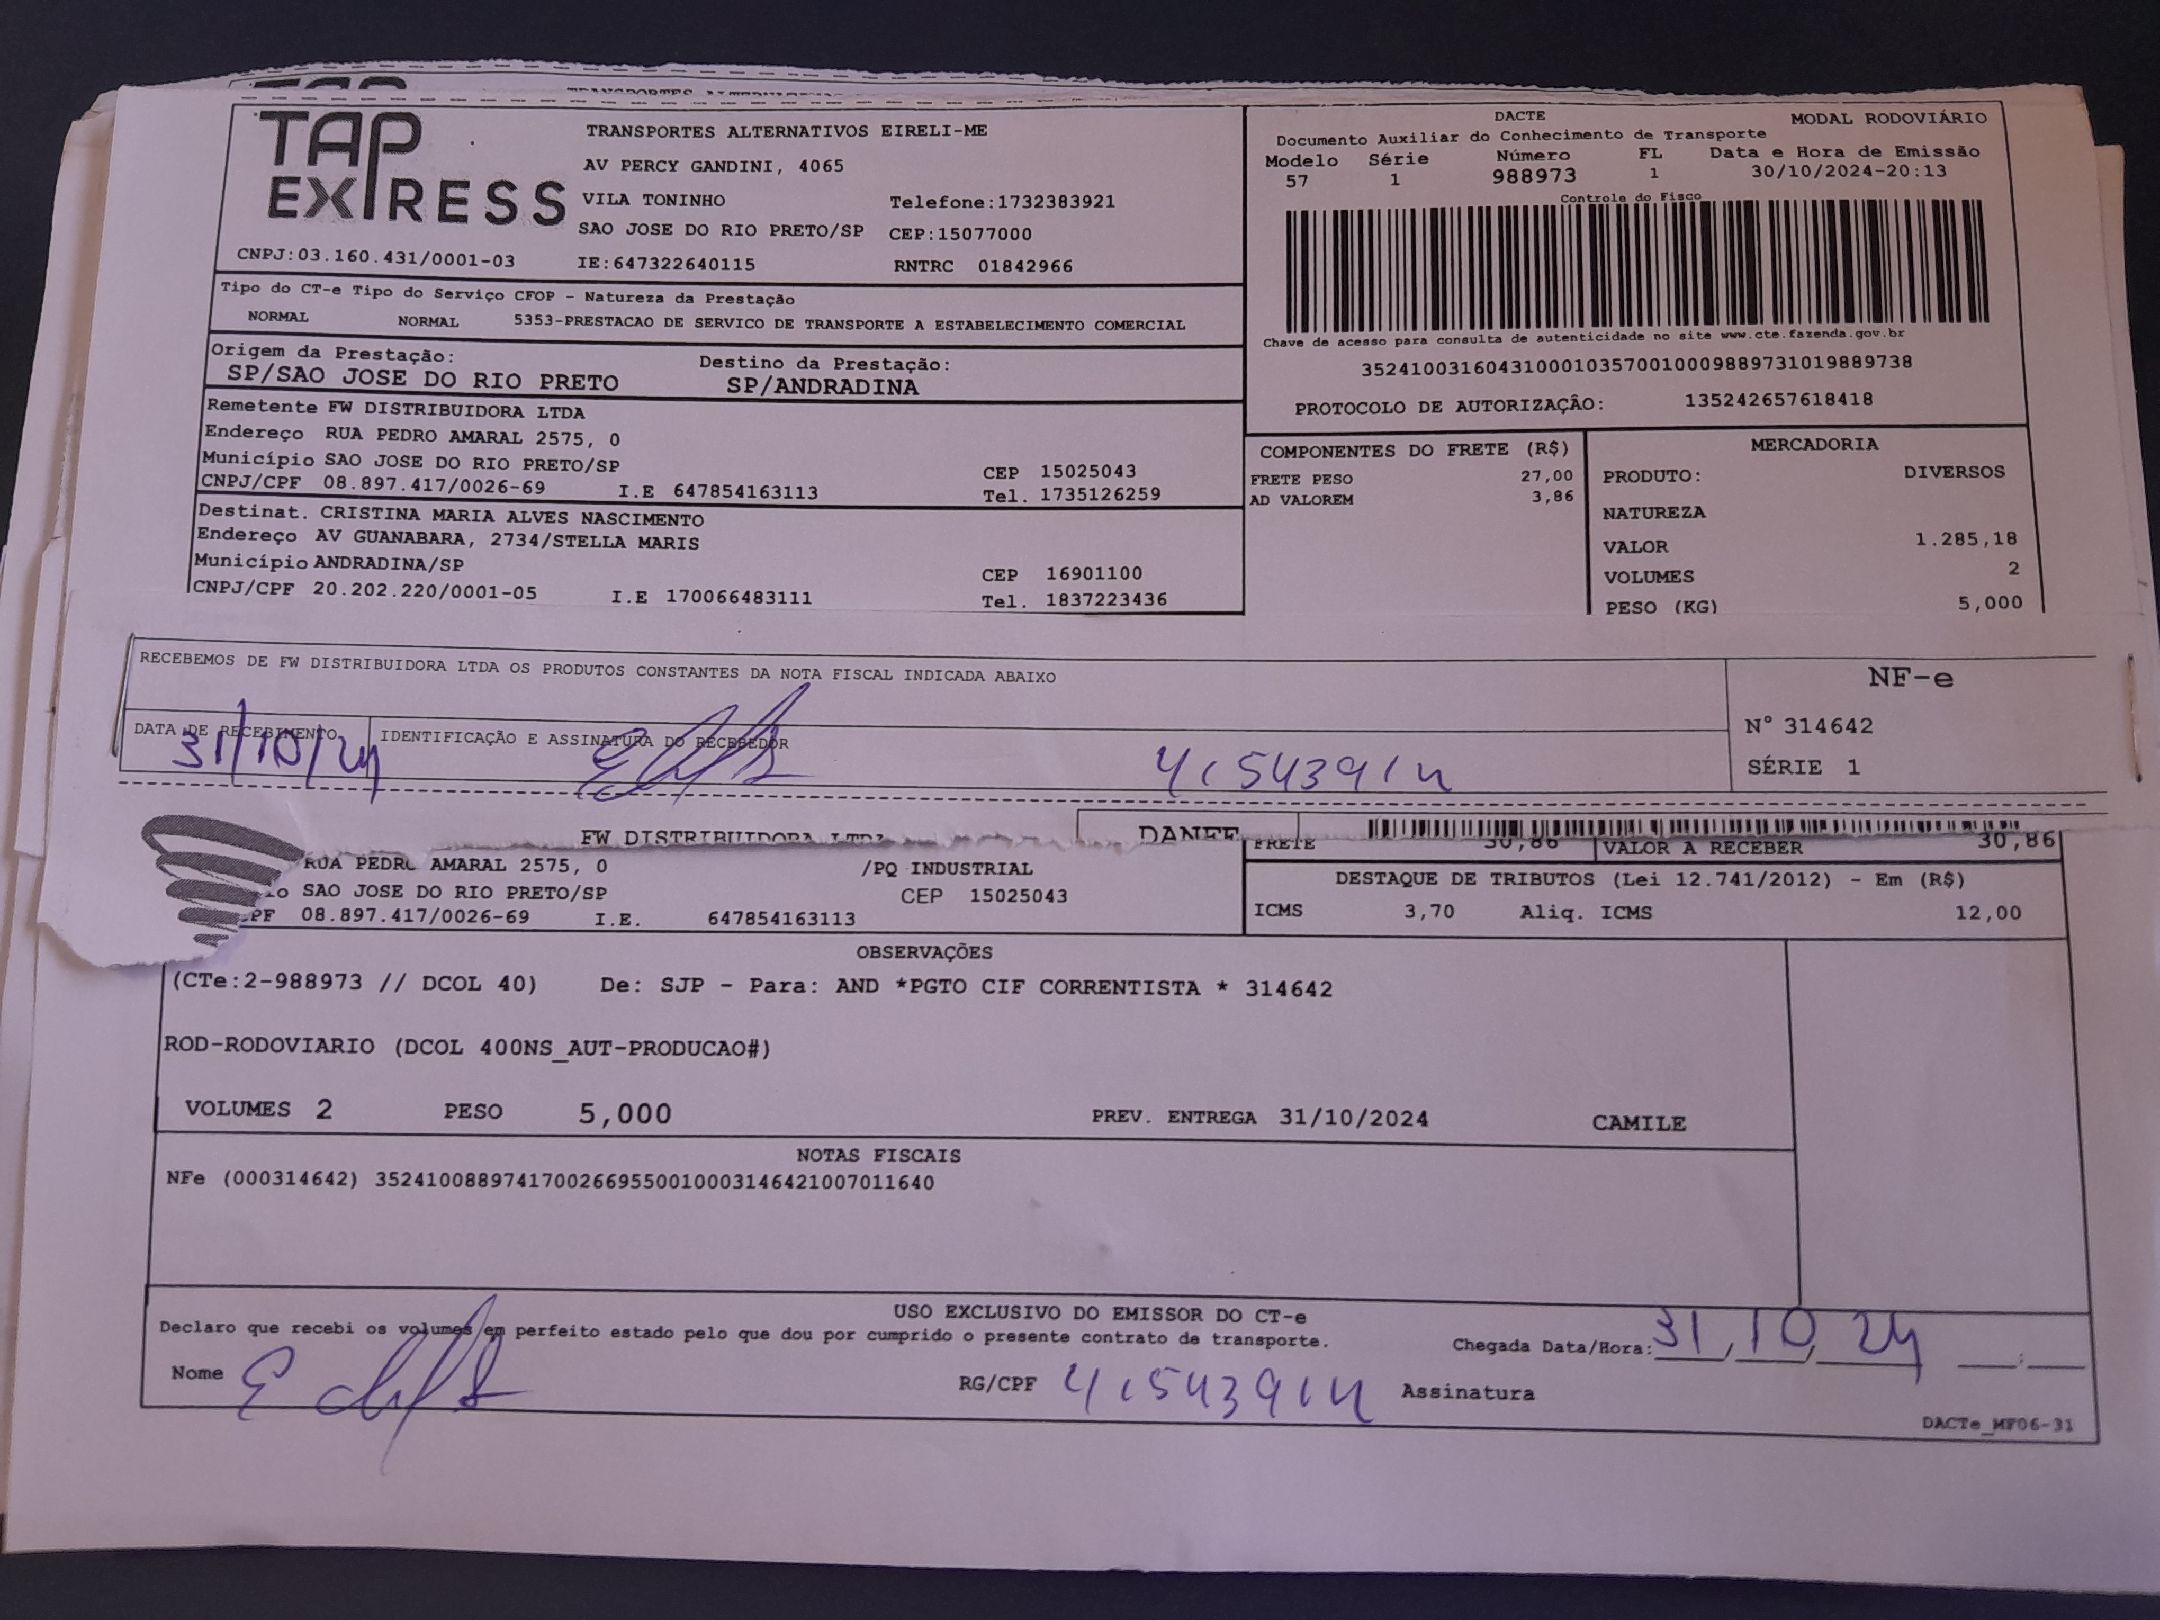 TAP EXPRESS
TRANSPORTES ALTERNATIVOS EIRELI-ME
AV PERCY GANDINI, 4065
VILA TONINHO Telefone:1732383921
SAO JOSE DO RIO PRETO/SP CEP:15077000
CNPJ:03.160.431/0001-03 IE:647322640115 RNTRC 01842966
DACTE MODAL RODOVIÁRIO
Documento Auxiliar do Conhecimento de Transporte
Modelo Série Número FL Data e Hora de Emissão
57 1 988973 1 30/10/2024-20:13
Controle do Fisco
Chave de acesso para consulta de autenticidade no site www.cte.fazenda.gov.br
35241003160431000103570010009889731019889738
PROTOCOLO DE AUTORIZAÇÃO: 135242657618418
Tipo do CT-e Tipo do Serviço CFOP - Natureza da Prestação
NORMAL NORMAL 5353-PRESTACAO DE SERVICO DE TRANSPORTE A ESTABELECIMENTO COMERCIAL
Origem da Prestação: Destino da Prestação:
SP/SAO JOSE DO RIO PRETO SP/ANDRADINA
Remetente FW DISTRIBUIDORA LTDA
Endereço RUA PEDRO AMARAL 2575, 0
Município SAO JOSE DO RIO PRETO/SP CEP 15025043
CNPJ/CPF 08.897.417/0026-69 I.E 647854163113 Tel. 1735126259
Destinat. CRISTINA MARIA ALVES NASCIMENTO
Endereço AV GUANABARA, 2734/STELLA MARIS
Município ANDRADINA/SP CEP 16901100
CNPJ/CPF 20.202.220/0001-05 I.E 170066483111 Tel. 1837223436
COMPONENTES DO FRETE (R$)
FRETE PESO 27,00
AD VALOREM 3,86
MERCADORIA
PRODUTO: DIVERSOS
NATUREZA
VALOR 1.285,18
VOLUMES 2
PESO (KG) 5,000
RECEBEMOS DE FW DISTRIBUIDORA LTDA OS PRODUTOS CONSTANTES DA NOTA FISCAL INDICADA ABAIXO
NF-e
Nº 314642
SÉRIE 1
DATA DE RECEBIMENTO IDENTIFICAÇÃO E ASSINATURA DO RECEBEDOR
31/10/24 41543914
FW DISTRIBUIDORA LTDA DANFE
RUA PEDRO AMARAL 2575, 0 /PQ INDUSTRIAL
SAO JOSE DO RIO PRETO/SP CEP 15025043
08.897.417/0026-69 I.E. 647854163113
FRETE 30,86 VALOR A RECEBER 30,86
DESTAQUE DE TRIBUTOS (Lei 12.741/2012) - Em (R$)
ICMS 3,70 Aliq. ICMS 12,00
OBSERVAÇÕES
(CTe:2-988973 // DCOL 40) De: SJP - Para: AND *PGTO CIF CORRENTISTA * 314642
ROD-RODOVIARIO (DCOL 400NS_AUT-PRODUCAO#)
VOLUMES 2 PESO 5,000 PREV. ENTREGA 31/10/2024 CAMILE
NOTAS FISCAIS
NFe (000314642) 35241008897417002669550010003146421007011640
USO EXCLUSIVO DO EMISSOR DO CT-e
Declaro que recebi os volumes em perfeito estado pelo que dou por cumprido o presente contrato de transporte.
Chegada Data/Hora: 31/10/24
Nome RG/CPF 41543914 Assinatura
DACTe_MF06-31